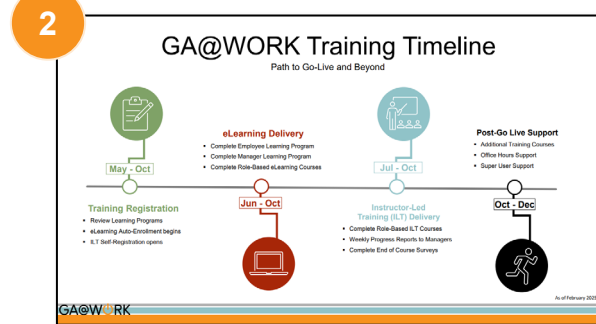 2
GA@WORK Training Timeline
Path to Go-Live and Beyond
May - Oct
Training Registration
• Review Learning Programs
• eLearning Auto-Enrollment begins
• ILT Self-Registration opens
eLearning Delivery
• Complete Employee Learning Program
• Complete Manager Learning Program
• Complete Role-Based eLearning Courses
Jun - Oct
Jul - Oct
Instructor-Led
Training (ILT) Delivery
• Complete Role-Based ILT Courses
• Weekly Progress Reports to Managers
• Complete End of Course Surveys
Post-Go Live Support
• Additional Training Courses
• Office Hours Support
• Super User Support
Oct - Dec
As of February 2025
GA@WORK